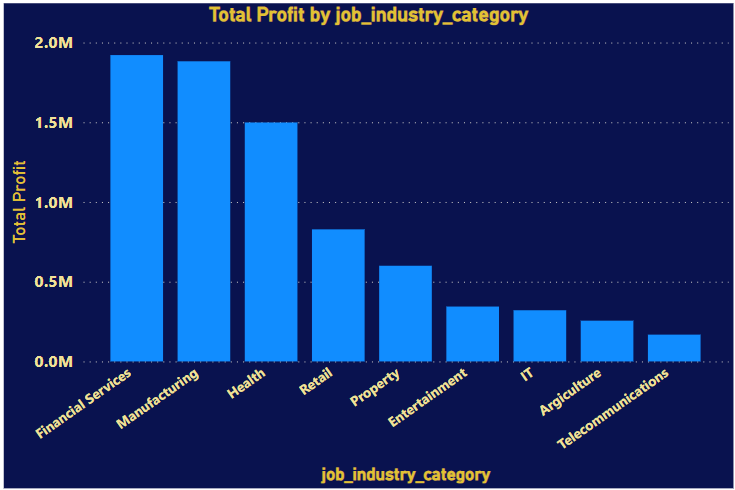 Total Profit by job_industry_category
2.0M
1.5M
1.0M
0.5M
0.0M
Total Profit
Financial Services
Manufacturing
Health
Retail
Property
Entertainment
IT
Argiculture
Telecommunications
job_industry_category